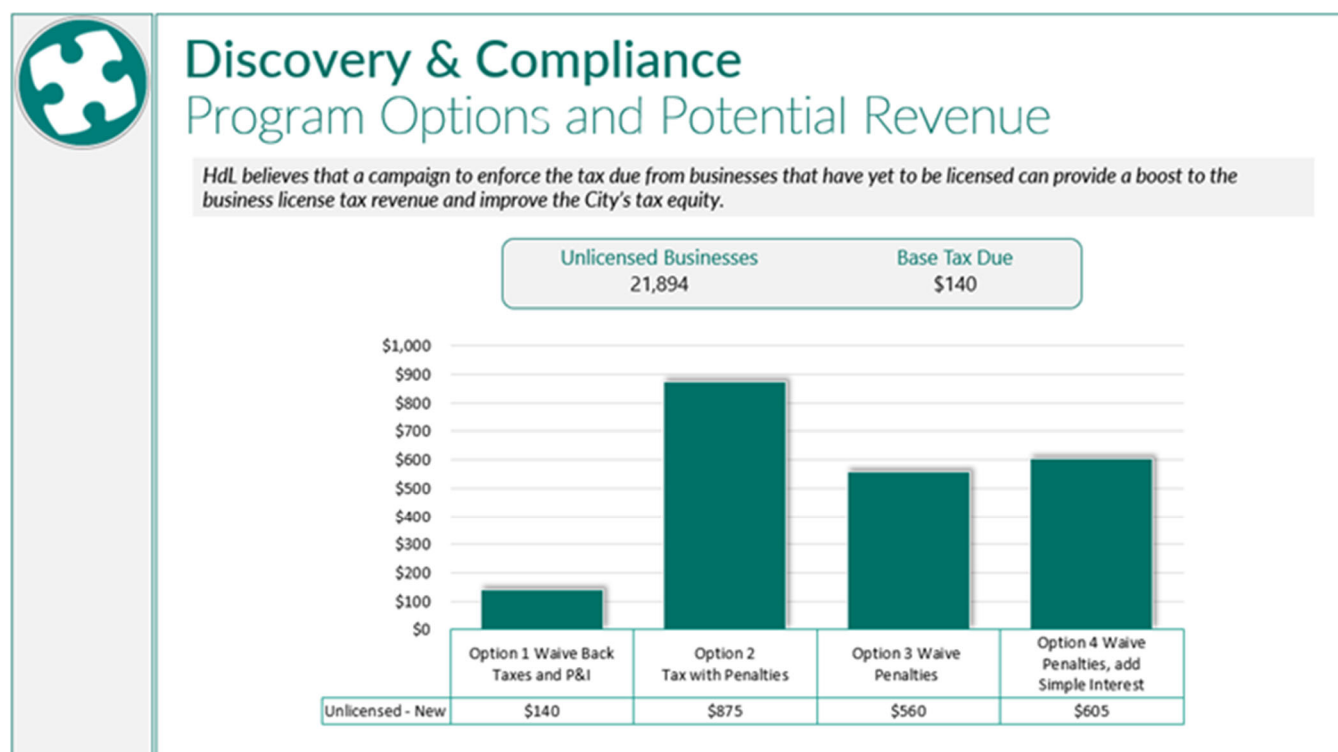 Discovery & Compliance
Program Options and Potential Revenue
HdL believes that a campaign to enforce the tax due from businesses that have yet to be licensed can provide a boost to the
business license tax revenue and improve the City's tax equity.
Unlicensed Businesses Base Tax Due
21,894 $140
$1,000
$900
$800
$700
$600
$500
$400
$300
$200
$100
$0
Option 1 Waive Back
Taxes and P&I
Option 2
Tax with Penalties
Option 3 Waive
Penalties
Option 4 Waive
Penalties, add
Simple Interest
Unlicensed - New $140 $875 $560 $605